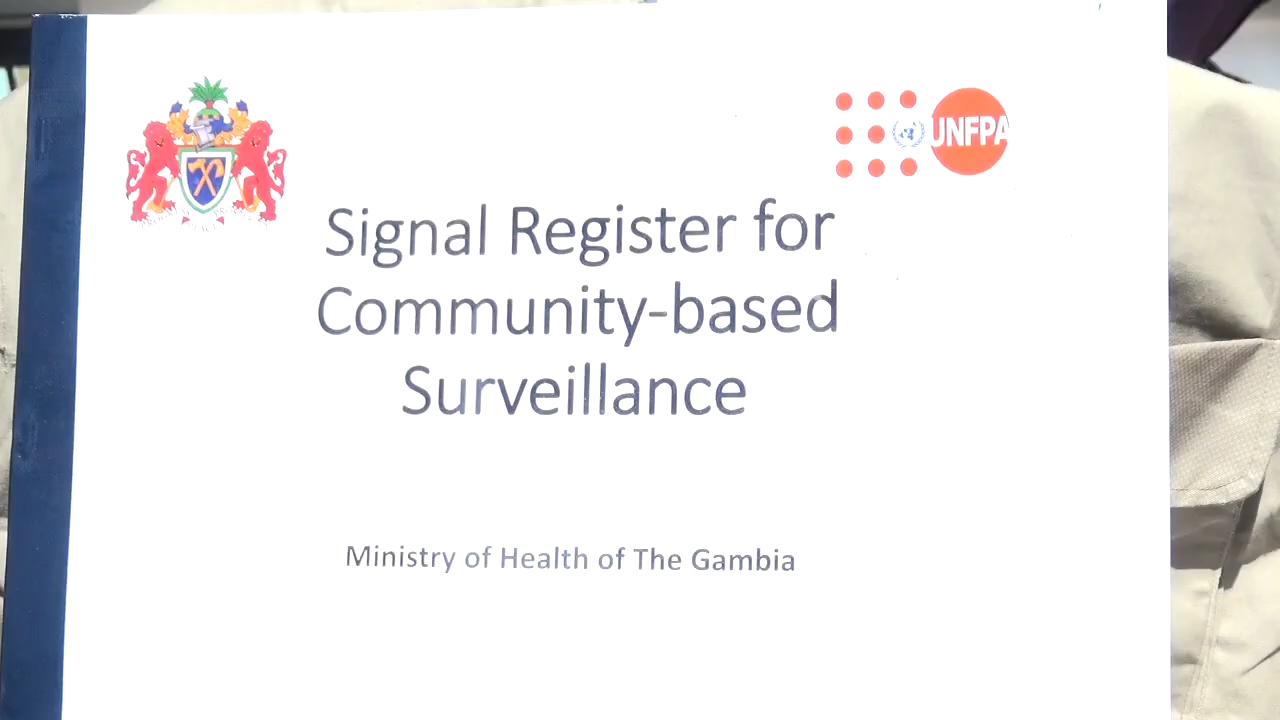 UNFPA
Signal Register for
Community-based
Surveillance
Ministry of Health of The Gambia